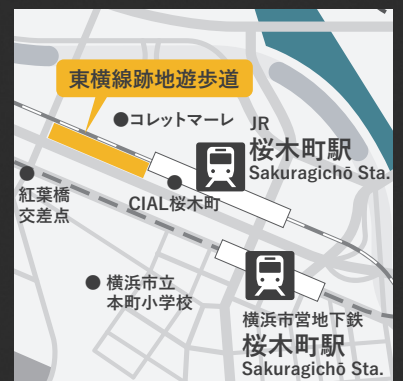 東横線跡地遊歩道
●コレットマーレ
JR
桜木町駅
Sakuragichō Sta.
紅葉橋
交差点
CIAL桜木町
●横浜市立
本町小学校
横浜市営地下鉄
桜木町駅
Sakuragichō Sta.